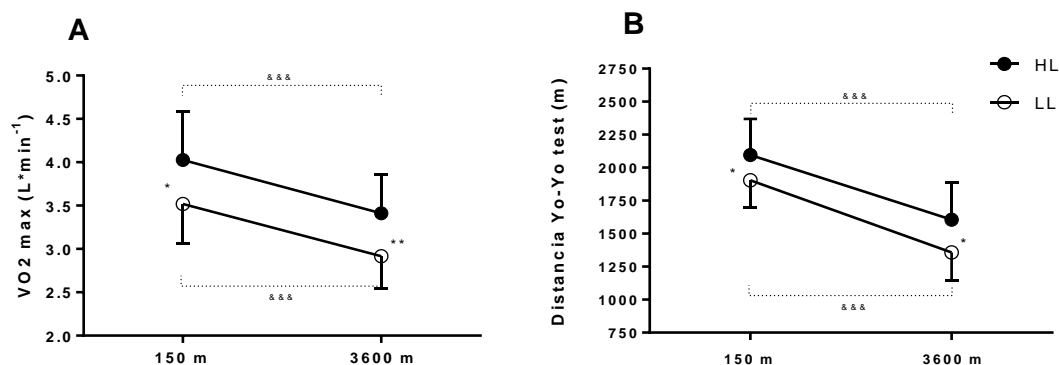 A
VO2 max (L*min-1)
5.0
4.5
4.0
3.5
3.0
2.5
2.0
&&&
*
**
&&&
150 m
3600 m
B
Distancia Yo-Yo test (m)
2750
2500
2250
2000
1750
1500
1250
1000
750
&&&
*
*
&&&
150 m
3600 m
HL
LL